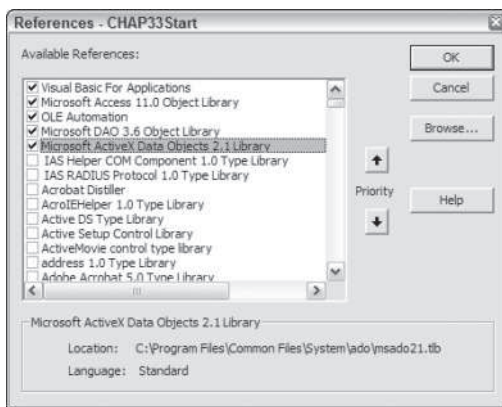 References - CHAP33Start
Available References:
Visual Basic For Applications
Microsoft Access 11.0 Object Library
OLE Automation
Microsoft DAO 3.6 Object Library
Microsoft ActiveX Data Objects 2.1 Library
IAS Helper COM Component 1.0 Type Library
IAS RADIUS Protocol 1.0 Type Library
Acrobat Distiller
AcroIEHelper 1.0 Type Library
Active DS Type Library
Active Setup Control Library
ActiveMovie control type library
address 1.0 Type Library
Adobe Acrobat 5.0 Type Library
OK
Cancel
Browse...
Priority
Help
Microsoft ActiveX Data Objects 2.1 Library
Location: C:\Program Files\Common Files\System\ado\msado21.tlb
Language: Standard